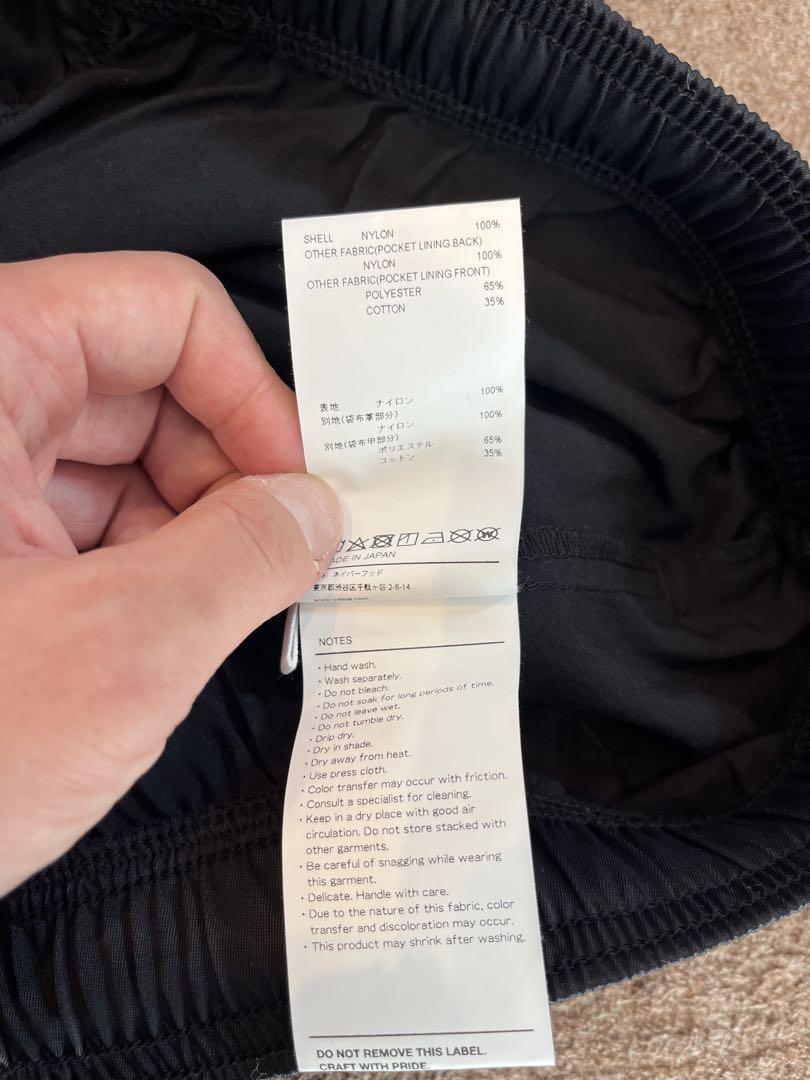 SHELL NYLON 100%
OTHER FABRIC(POCKET LINING BACK)
NYLON 100%
OTHER FABRIC(POCKET LINING FRONT)
POLYESTER 65%
COTTON 35%
表地 ナイロン 100%
別地(袋布掌部分)
ナイロン 100%
別地(袋布甲部分)
ポリエステル 65%
コットン 35%
IN JAPAN
ネイバーフッド
東京都渋谷区千駄ヶ谷 2-8-14
NOTES
・Hand wash.
・Wash separately.
・Do not bleach.
・Do not soak for long periods of time.
・Do not leave wet.
・Do not tumble dry.
・Drip dry.
・Dry in shade.
・Dry away from heat.
・Use press cloth.
・Color transfer may occur with friction.
・Consult a specialist for cleaning.
・Keep in a dry place with good air
circulation. Do not store stacked with
other garments.
・Be careful of snagging while wearing
this garment.
・Delicate. Handle with care.
・Due to the nature of this fabric, color
transfer and discoloration may occur.
・This product may shrink after washing.
DO NOT REMOVE THIS LABEL.
CRAFT WITH PRIDE.